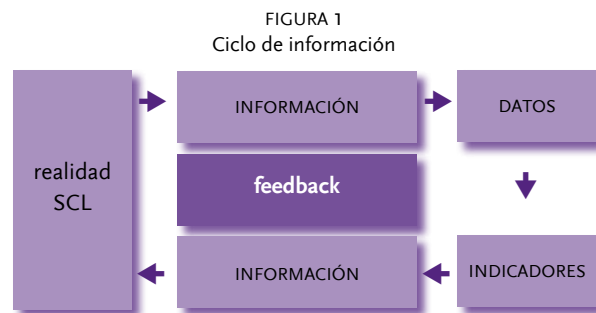 FIGURA 1
Ciclo de información
realidad
SCL
INFORMACIÓN
DATOS
feedback
INFORMACIÓN
INDICADORES